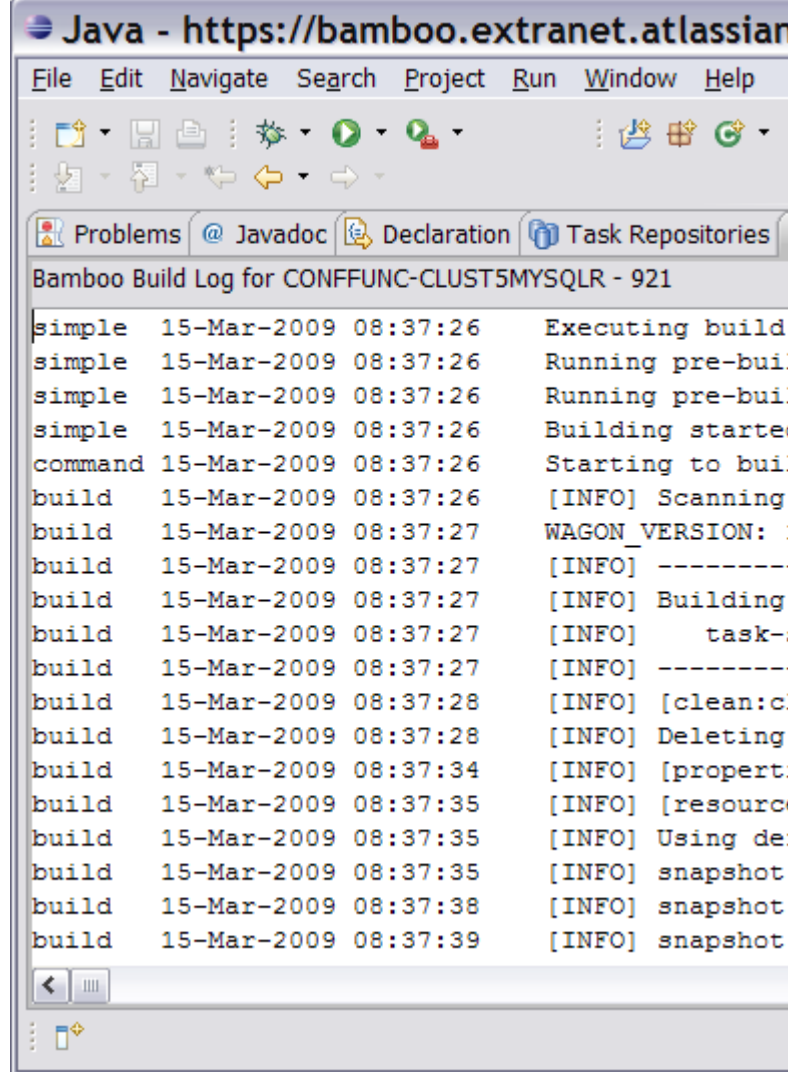 Java - https://bamboo.extranet.atlassian
File Edit Navigate Search Project Run Window Help
Problems @ Javadoc Declaration Task Repositories
Bamboo Build Log for CONFFUNC-CLUST5MYSQLR - 921
simple 15-Mar-2009 08:37:26 Executing build
simple 15-Mar-2009 08:37:26 Running pre-buil
simple 15-Mar-2009 08:37:26 Running pre-buil
simple 15-Mar-2009 08:37:26 Building started
command 15-Mar-2009 08:37:26 Starting to buil
build 15-Mar-2009 08:37:26 [INFO] Scanning
build 15-Mar-2009 08:37:27 WAGON_VERSION:
build 15-Mar-2009 08:37:27 [INFO] ---------
build 15-Mar-2009 08:37:27 [INFO] Building
build 15-Mar-2009 08:37:27 [INFO] task-
build 15-Mar-2009 08:37:27 [INFO] ---------
build 15-Mar-2009 08:37:28 [INFO] [clean:cl
build 15-Mar-2009 08:37:28 [INFO] Deleting
build 15-Mar-2009 08:37:34 [INFO] [properti
build 15-Mar-2009 08:37:35 [INFO] [resource
build 15-Mar-2009 08:37:35 [INFO] Using def
build 15-Mar-2009 08:37:35 [INFO] snapshot
build 15-Mar-2009 08:37:38 [INFO] snapshot
build 15-Mar-2009 08:37:39 [INFO] snapshot